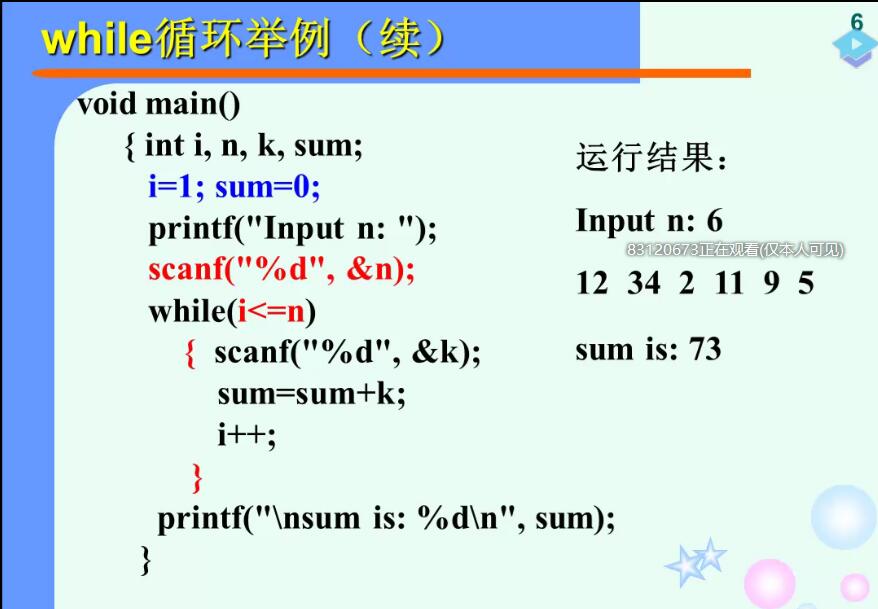 while循环举例（续）
6
void main()
{ int i, n, k, sum;
i=1; sum=0;
printf("Input n: ");
scanf("%d", &n);
while(i<=n)
{ scanf("%d", &k);
sum=sum+k;
i++;
}
printf("\nsum is: %d\n", sum);
}
运行结果：
Input n: 6
83120673正在观看(仅本人可见)
12 34 2 11 9 5
sum is: 73